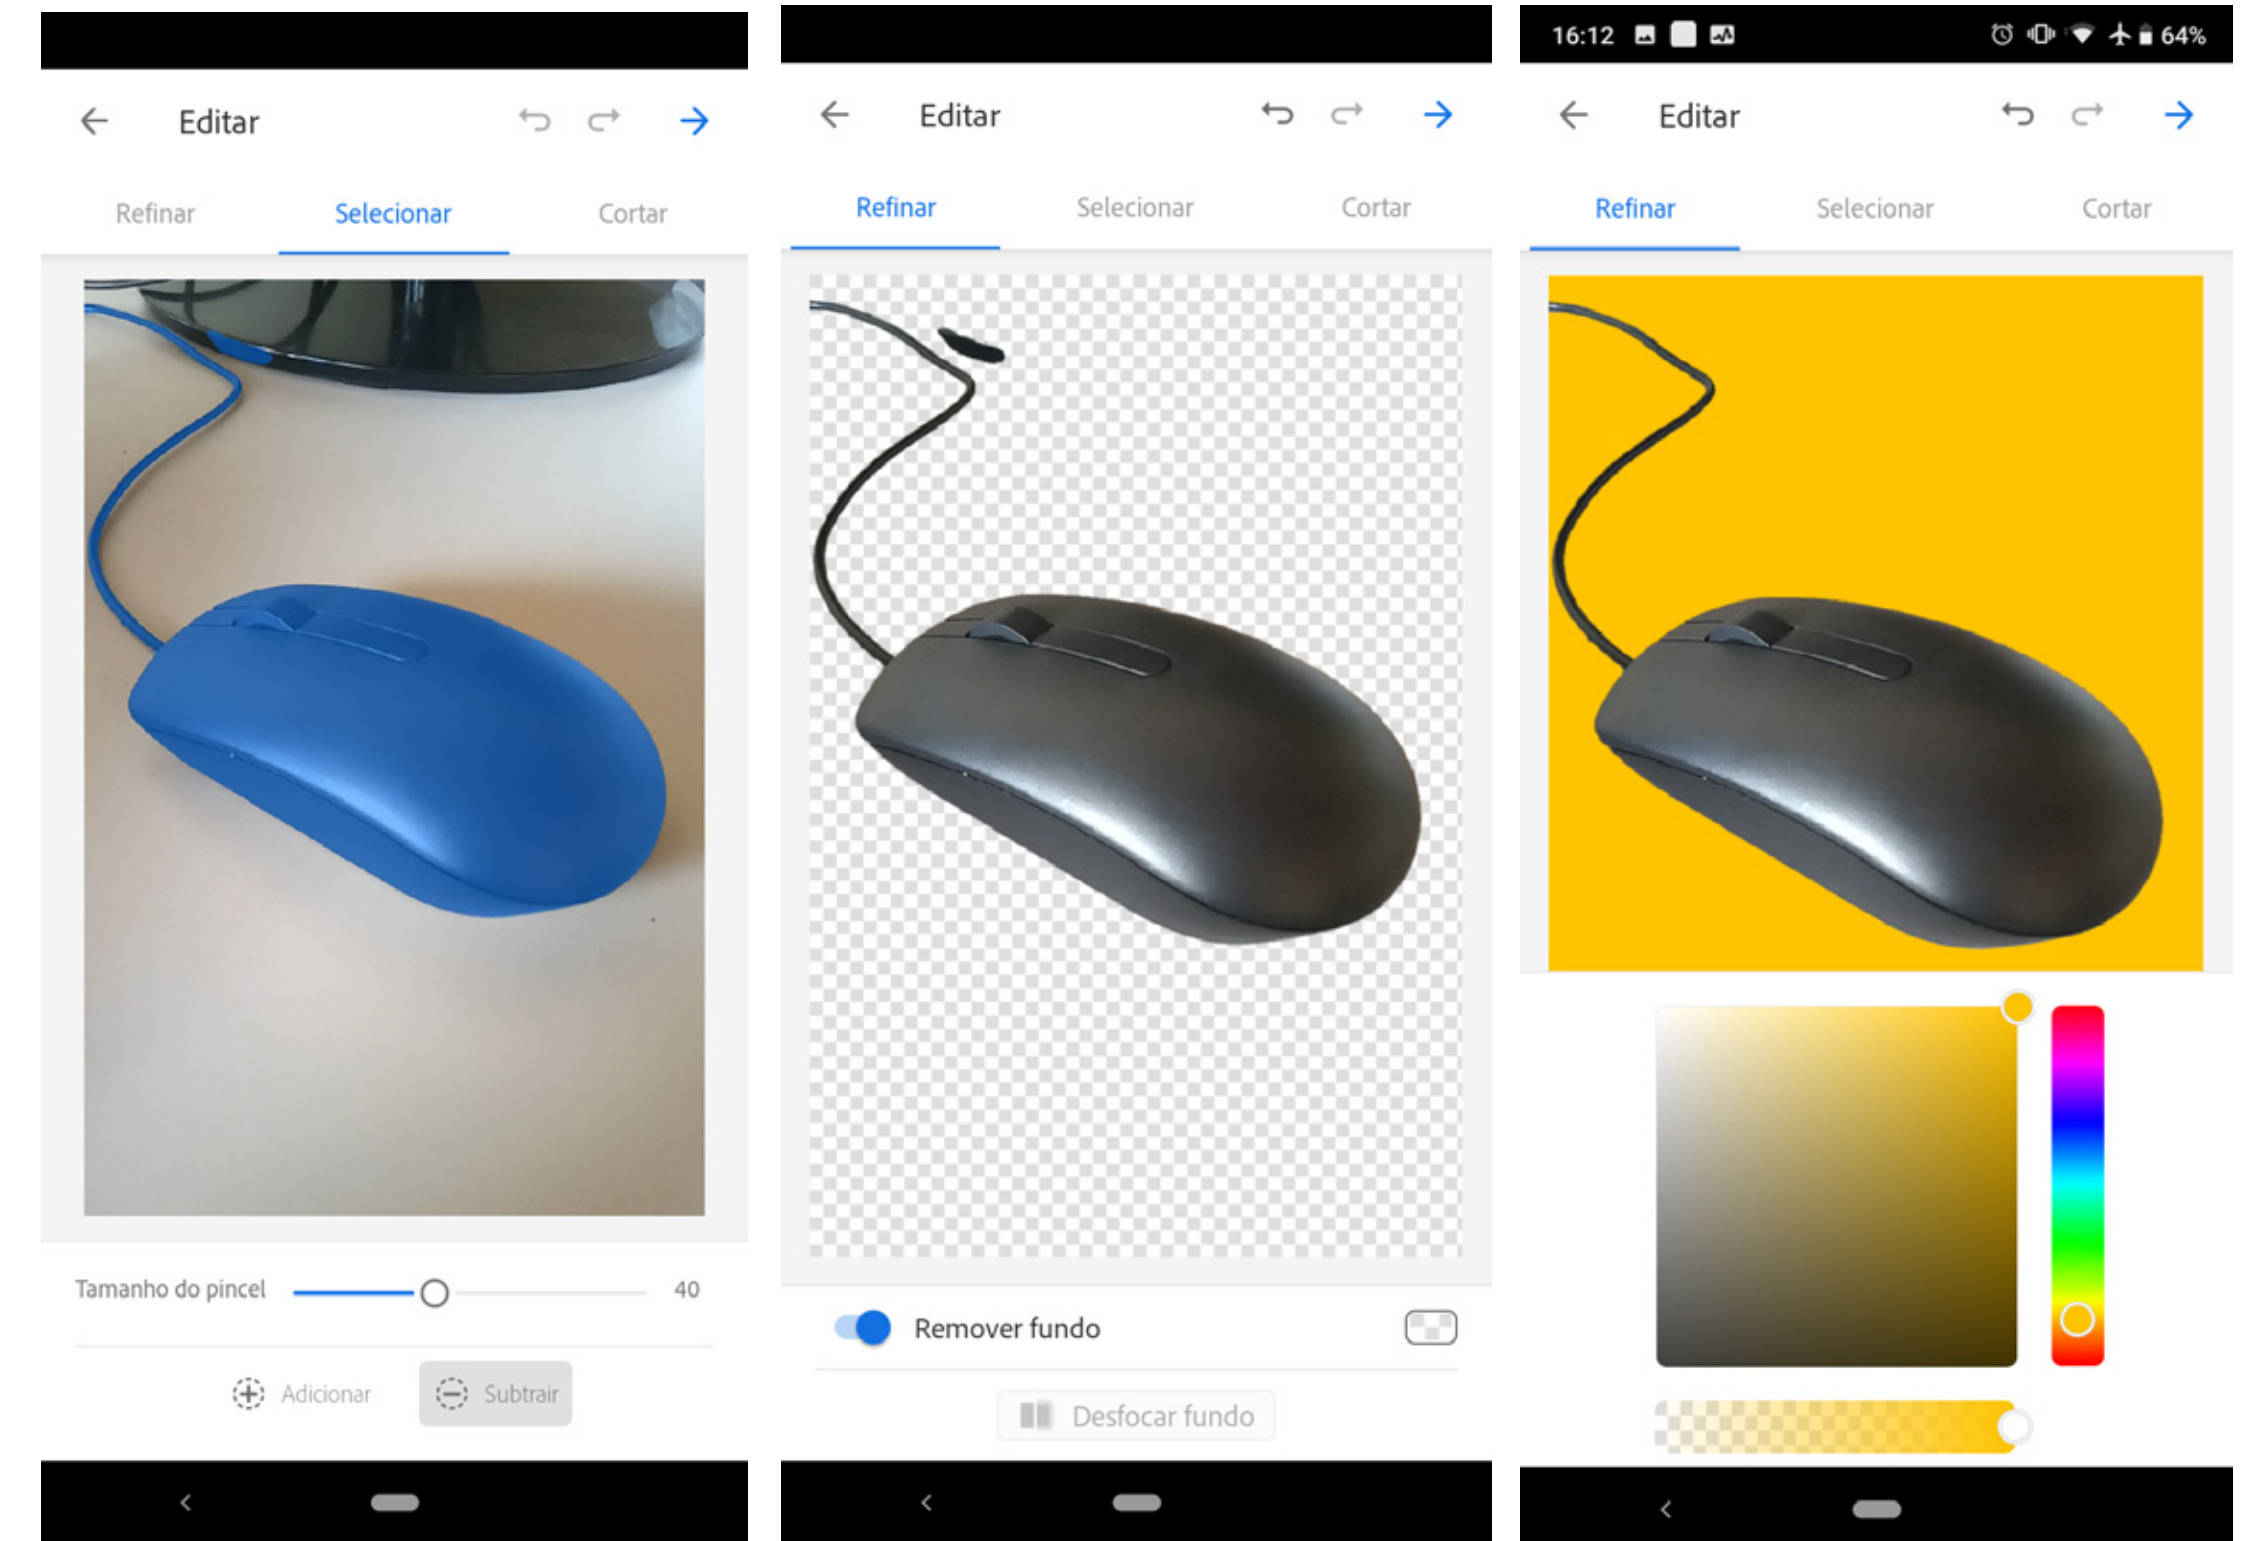 Editar
Refinar Selecionar Cortar
Tamanho do pincel 40
Adicionar Subtrair
Editar
Refinar Selecionar Cortar
Remover fundo
Desfocar fundo
16:12 64%
Editar
Refinar Selecionar Cortar